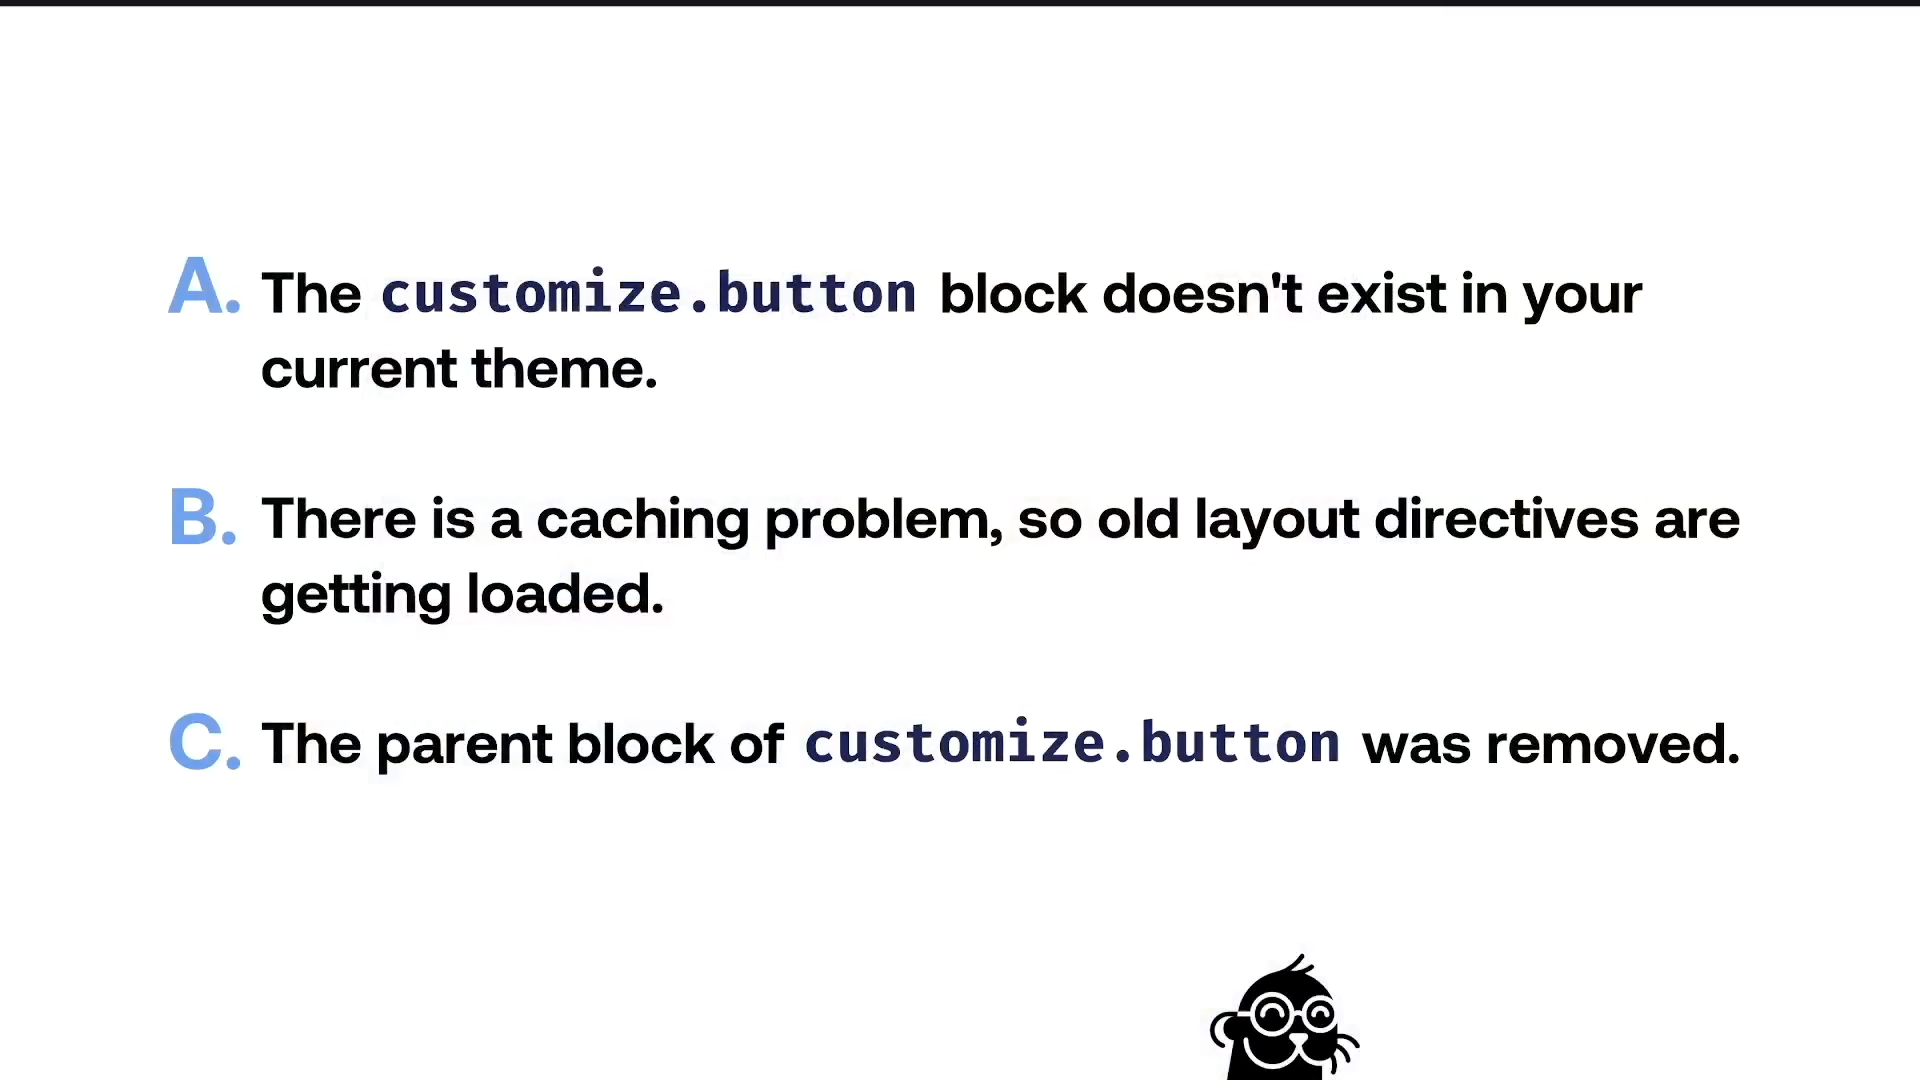 A. The customize.button block doesn't exist in your
current theme.
B. There is a caching problem, so old layout directives are
getting loaded.
C. The parent block of customize.button was removed.